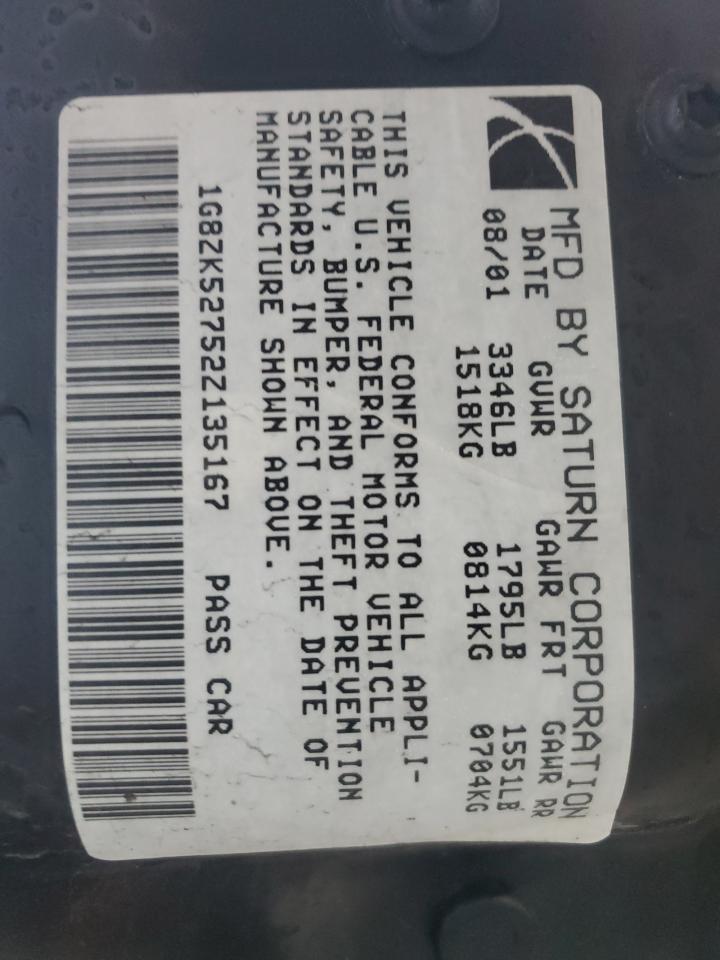 MFD BY SATURN CORPORATION
DATE GVWR GAWR FRT GAWR RR
08/01 3346LB 1795LB 1551LB
1518KG 0814KG 0704KG
THIS VEHICLE CONFORMS TO ALL APPLI-
CABLE U.S. FEDERAL MOTOR VEHICLE
SAFETY, BUMPER, AND THEFT PREVENTION
STANDARDS IN EFFECT ON THE DATE OF
MANUFACTURE SHOWN ABOVE.
1G8ZK52752Z135167 PASS CAR